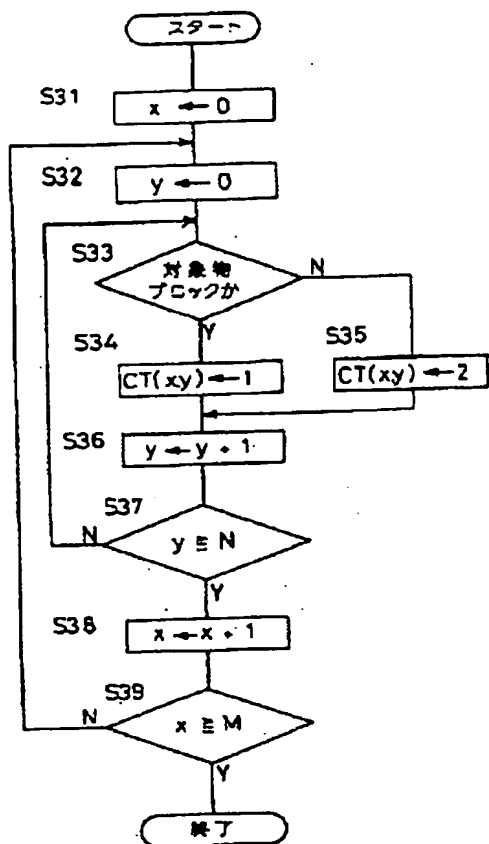 スタート
S31
x ← 0
S32
y ← 0
S33
対象物
ブロックか
N
Y
S34
S35
CT(xy) ← 1
CT(xy) ← 2
S36
y ← y + 1
S37
N
y ≧ N
Y
S38
x ← x + 1
S39
N
x ≧ M
Y
終了